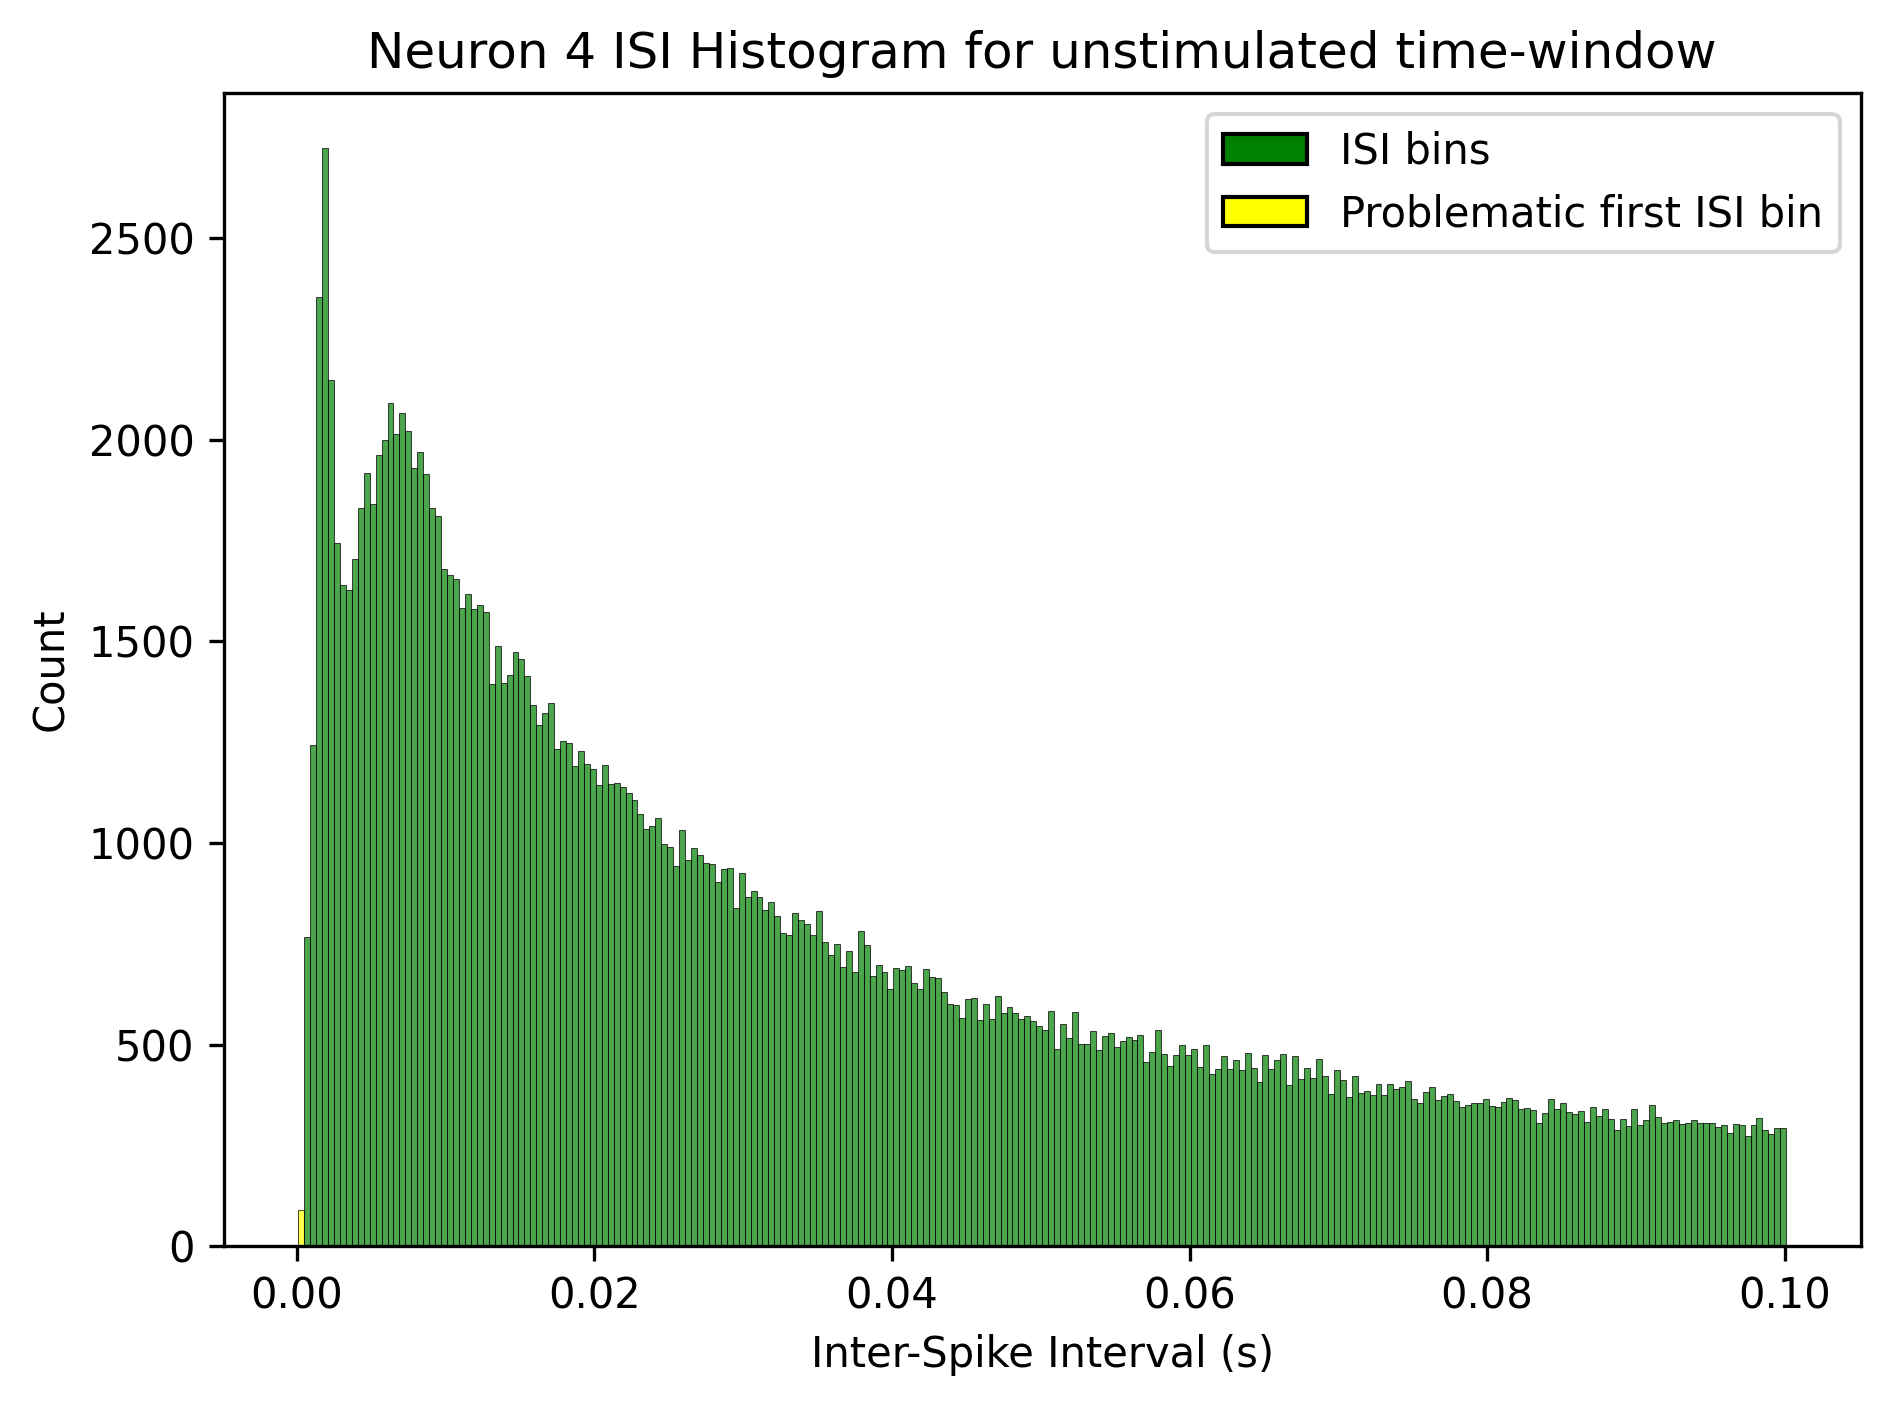 Neuron 4 ISI Histogram for unstimulated time-window
ISI bins
Problematic first ISI bin
Count
2500
2000
1500
1000
500
0
0.00 0.02 0.04 0.06 0.08 0.10
Inter-Spike Interval (s)